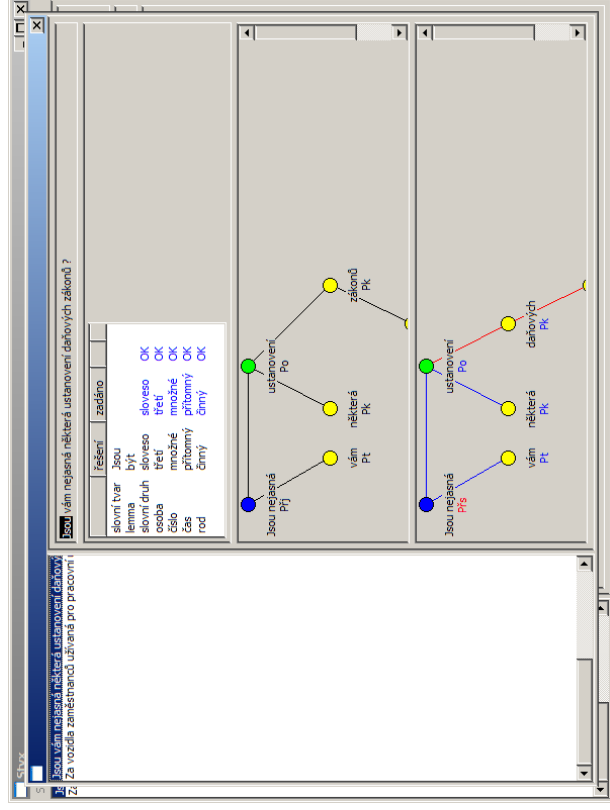 Styx
Jsou vám nejasná některá ustanovení daňový
Za vozidla zaměstnanců užívaná pro pracovní
Jsou vám nejasná některá ustanovení daňových zákonů ?
řešení zadáno
slovní tvar Jsou
lemma být
slovní druh sloveso sloveso OK
osoba třetí třetí OK
číslo množné množné OK
čas přítomný přítomný OK
rod činný činný OK
Jsou nejasná
Přj
vám
Pt
ustanovení
Po
některá
Pk
zákonů
Pk
Jsou nejasná
Přs
vám
Pt
ustanovení
Po
některá
Pk
daňových
Pk